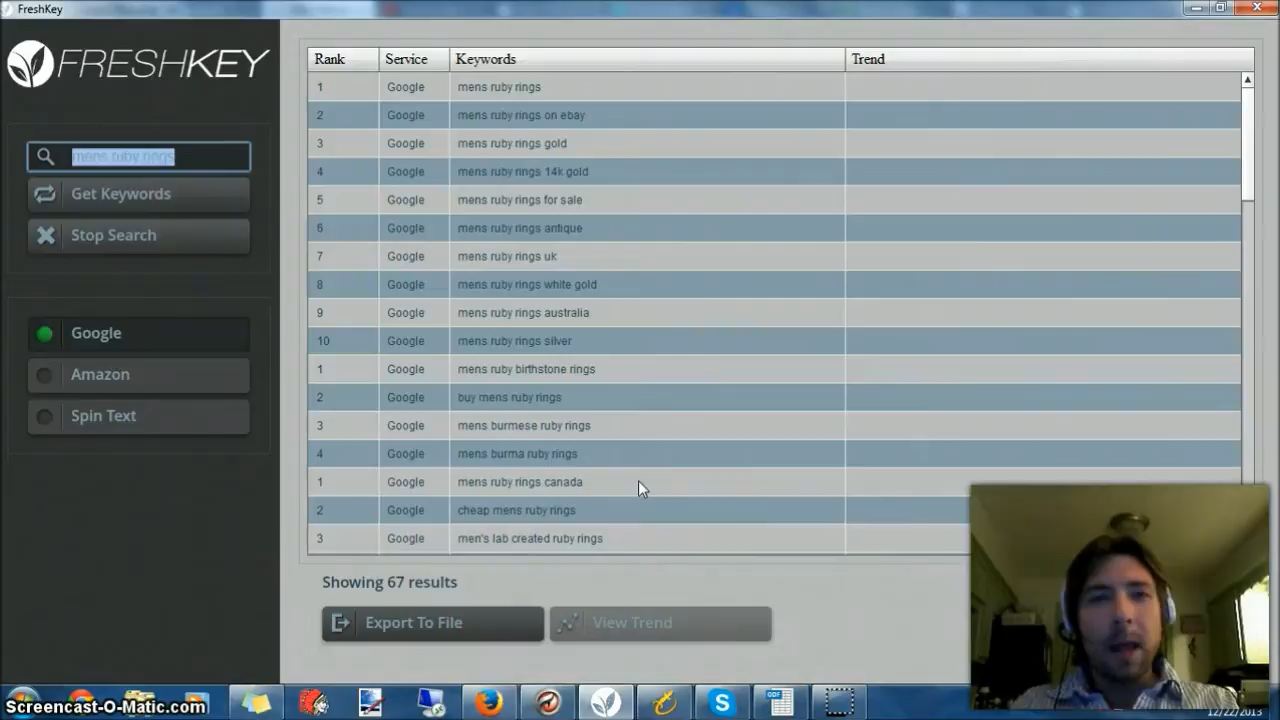 FreshKey
FRESHKEY
mens ruby rings
Get Keywords
Stop Search
Google
Amazon
Spin Text
Rank Service Keywords Trend
1 Google mens ruby rings
2 Google mens ruby rings on ebay
3 Google mens ruby rings gold
4 Google mens ruby rings 14k gold
5 Google mens ruby rings for sale
6 Google mens ruby rings antique
7 Google mens ruby rings uk
8 Google mens ruby rings white gold
9 Google mens ruby rings australia
10 Google mens ruby rings silver
1 Google mens ruby birthstone rings
2 Google buy mens ruby rings
3 Google mens burmese ruby rings
4 Google mens burma ruby rings
1 Google mens ruby rings canada
2 Google cheap mens ruby rings
3 Google men's lab created ruby rings
Showing 67 results
Export To File
View Trend
ODF
Screencast-O-Matic.com
12/22/2013